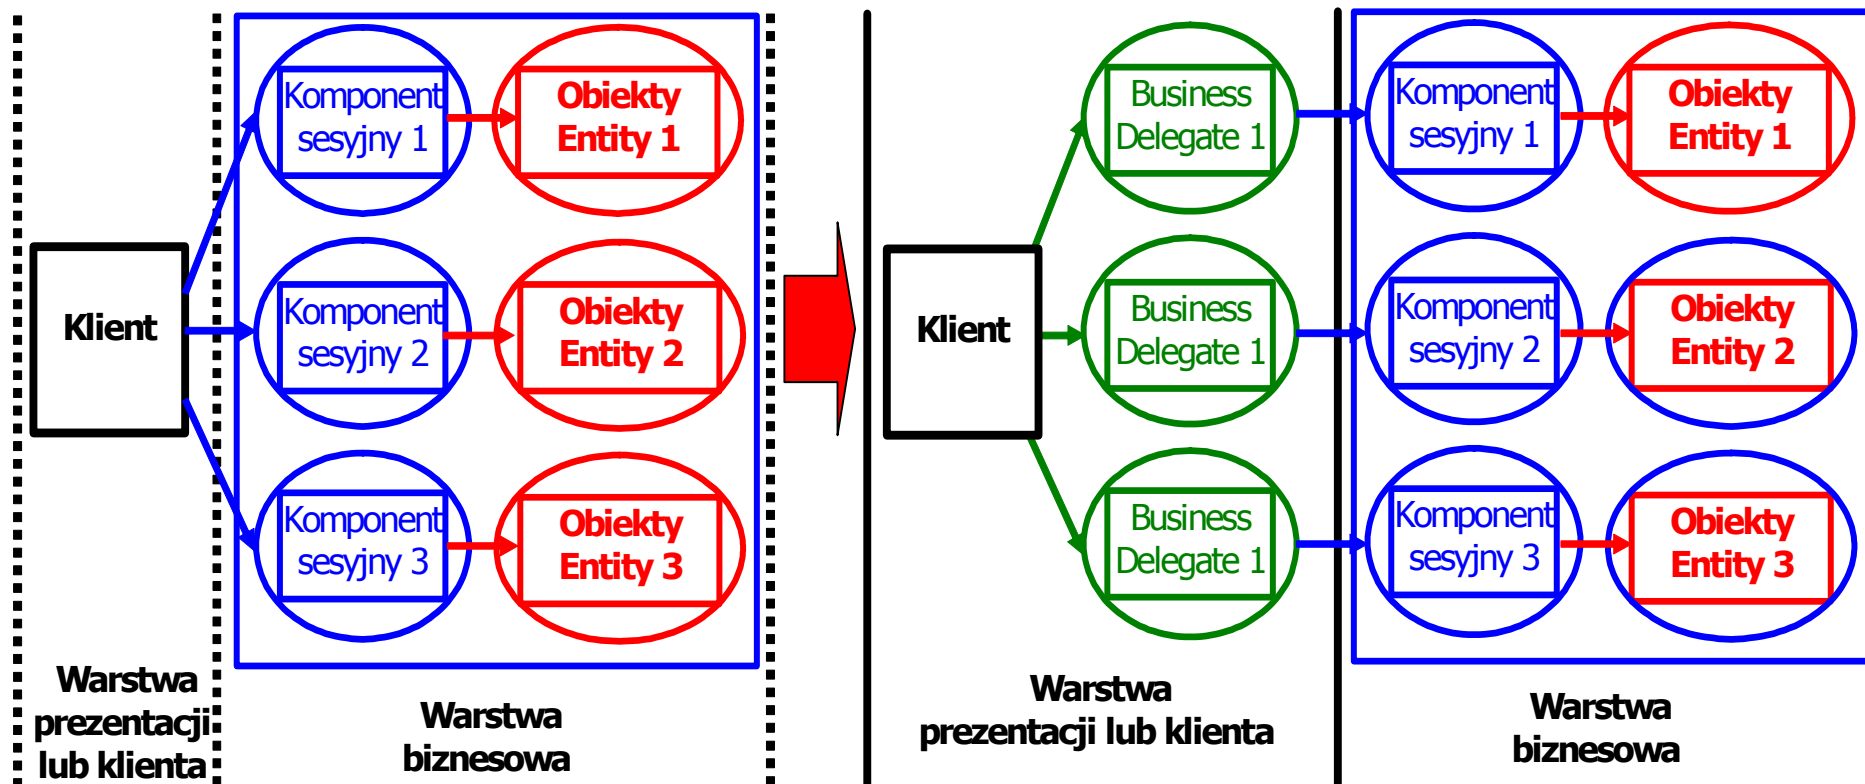 Komponent
sesyjny 1
Obiekty
Entity 1
Komponent
sesyjny 2
Obiekty
Entity 2
Komponent
sesyjny 3
Obiekty
Entity 3
Klient
Warstwa
prezentacji
lub klienta
Warstwa
biznesowa
Klient
Business
Delegate 1
Business
Delegate 1
Business
Delegate 1
Komponent
sesyjny 1
Obiekty
Entity 1
Komponent
sesyjny 2
Obiekty
Entity 2
Komponent
sesyjny 3
Obiekty
Entity 3
Warstwa
prezentacji lub klienta
Warstwa
biznesowa